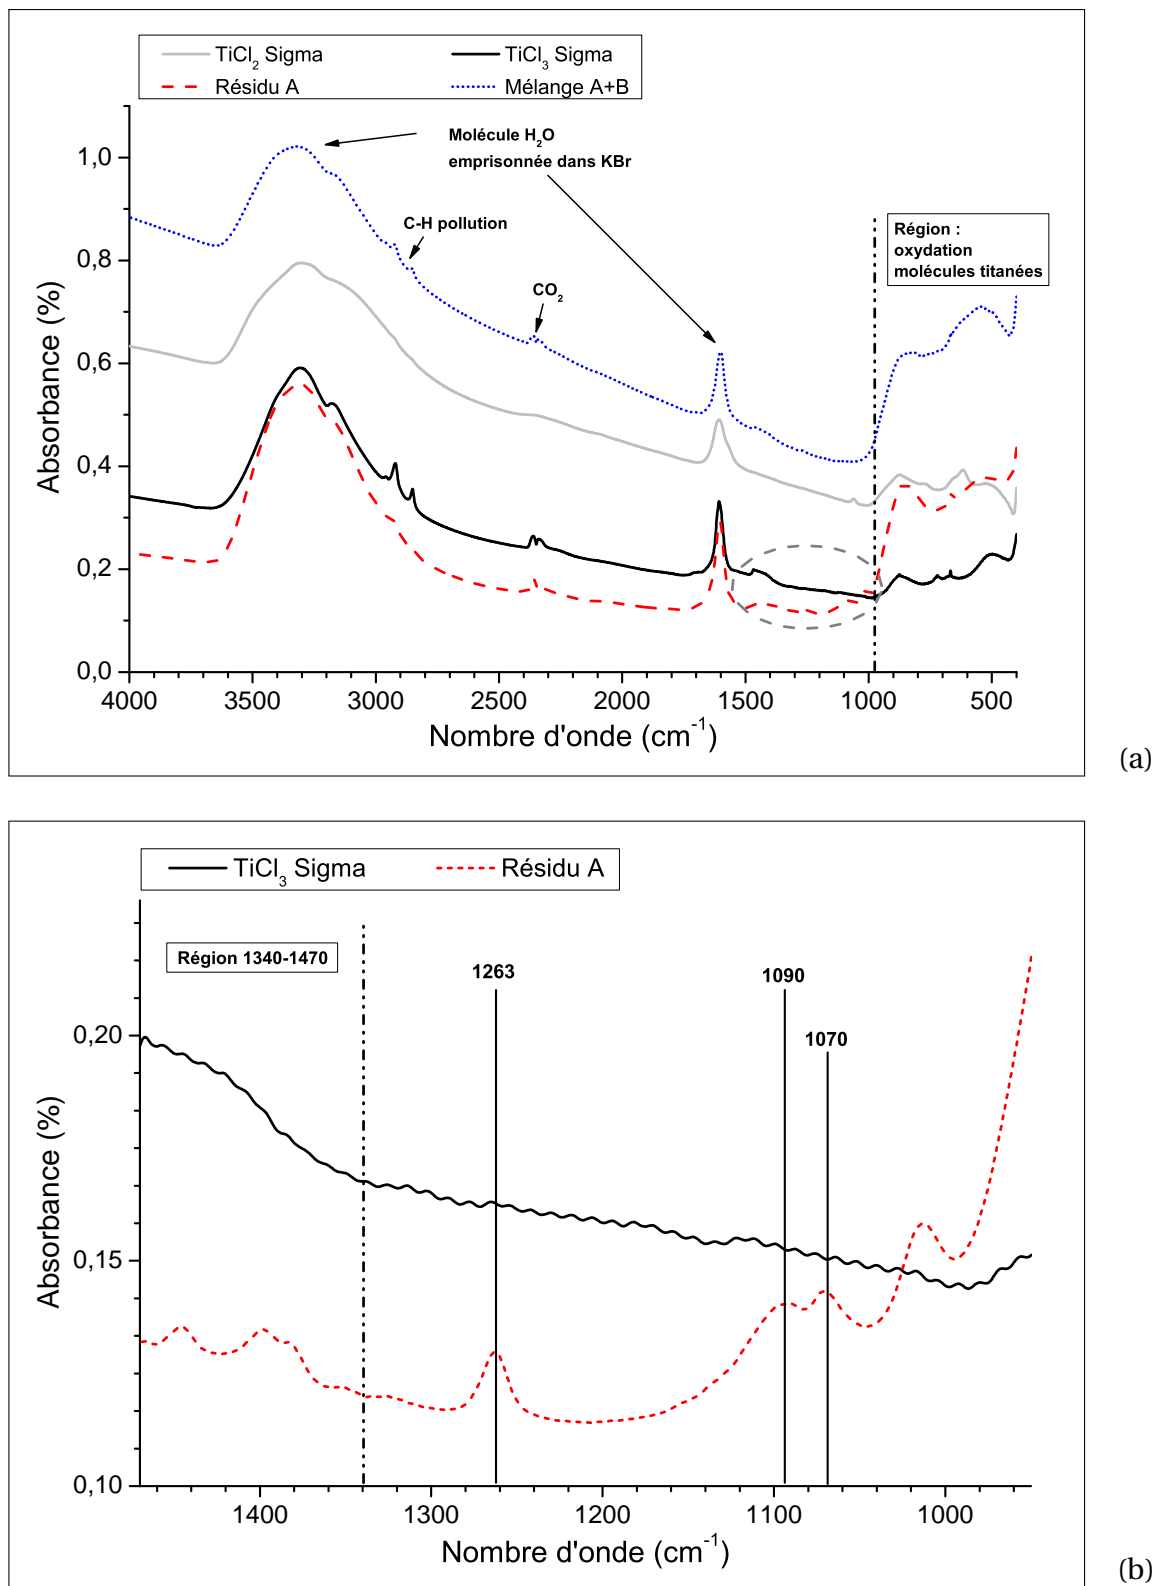 TiCl2 Sigma
TiCl3 Sigma
Résidu A
Mélange A+B
Molécule H2O
emprisonnée dans KBr
C-H pollution
CO2
Région :
oxydation
molécules titanées
1,0
0,8
0,6
0,4
0,2
0,0
Absorbance (%)
4000 3500 3000 2500 2000 1500 1000 500
Nombre d'onde (cm-1)
(a)
TiCl3 Sigma
Résidu A
Région 1340-1470
1263
1090
1070
0,20
0,15
0,10
Absorbance (%)
1400 1300 1200 1100 1000
Nombre d'onde (cm-1)
(b)